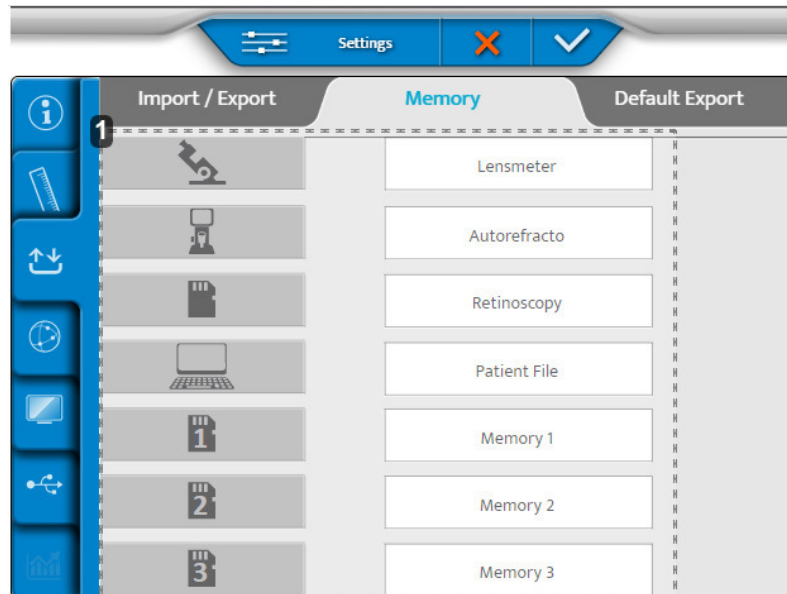 Settings
Import / Export Memory Default Export
1
Lensmeter
Autorefracto
Retinoscopy
Patient File
1 Memory 1
2 Memory 2
3 Memory 3